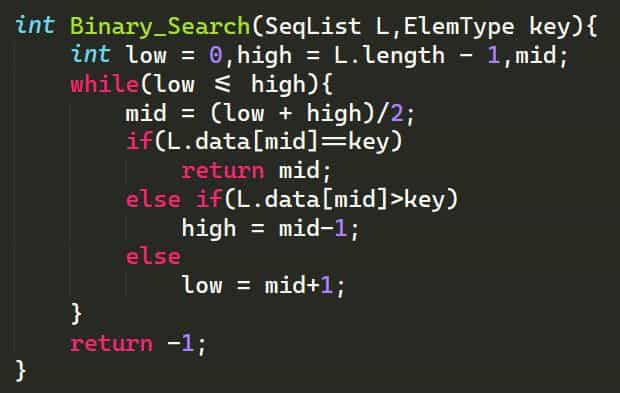 int Binary_Search(SeqList L,ElemType key){
    int low = 0,high = L.length - 1,mid;
    while(low <= high){
        mid = (low + high)/2;
        if(L.data[mid]==key)
            return mid;
        else if(L.data[mid]>key)
            high = mid-1;
        else
            low = mid+1;
    }
    return -1;
}